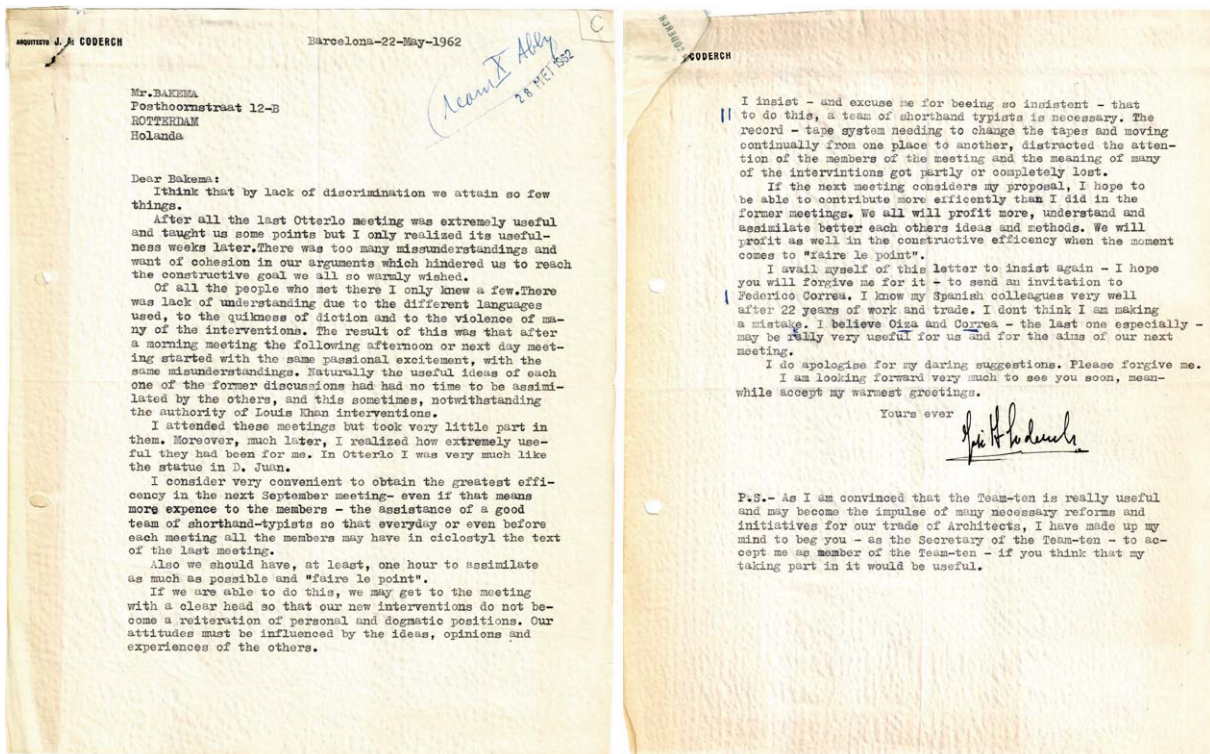 ARQUITECTO J. A. CODERCH
Barcelona-22-May-1962
C
(team X Abby
28 MEI 1962
Mr.BAKEMA
Posthoornstraat 12-B
ROTTERDAM
Holanda
Dear Bakema:
Ithink that by lack of discrimination we attain so few
things.
After all the last Otterlo meeting was extremely useful
and taught us some points but I only realized its useful-
ness weeks later.There was too many missunderstandings and
want of cohesion in our arguments which hindered us to reach
the constructive goal we all so warmly wished.
Of all the people who met there I only knew a few.There
was lack of understanding due to the different languages
used, to the quikness of diction and to the violence of ma-
ny of the interventions. The result of this was that after
a morning meeting the following afternoon or next day meet-
ing started with the same passional excitement, with the
same misunderstandings. Naturally the useful ideas of each
one of the former discussions had had no time to be assimi-
lated by the others, and this sometimes, notwithstanding
the authority of Louis Khan interventions.
I attended these meetings but took very little part in
them. Moreover, much later, I realized how extremely use-
ful they had been for me. In Otterlo I was very much like
the statue in D. Juan.
I consider very convenient to obtain the greatest effi-
cency in the next September meeting- even if that means
more expence to the members - the assistance of a good
team of shorthand-typists so that everyday or even before
each meeting all the members may have in ciclostyl the text
of the last meeting.
Also we should have, at least, one hour to assimilate
as much as possible and "faire le point".
If we are able to do this, we may get to the meeting
with a clear head so that our new interventions do not be-
come a reiteration of personal and dogmatic positions. Our
attitudes must be influenced by the ideas, opinions and
experiences of the others.
CODERCH
CODERCH
I insist - and excuse me for beeing so insistent - that
to do this, a team of shorthand typists is necessary. The
record - tape system needing to change the tapes and moving
continually from one place to another, distracted the atten-
tion of the members of the meeting and the meaning of many
of the intervintions got partly or completely lost.
If the next meeting considers my proposal, I hope to
be able to contribute more efficently than I did in the
former meetings. We all will profit more, understand and
assimilate better each others ideas and methods. We will
profit as well in the constructive efficency when the moment
comes to "faire le point".
I avail myself of this letter to insist again - I hope
you will forgive me for it - to send an invitation to
Federico Correa. I know my Spanish colleagues very well
after 22 years of work and trade. I dont think I am making
a mistake. I believe Oiza and Correa - the last one especially -
may be really very useful for us and for the aims of our next
meeting.
I do apologise for my daring suggestions. Please forgive me.
I am looking forward very much to see you soon, mean-
while accept my warmest greetings.
Yours ever
José A Coderch
P.S.- As I am convinced that the Team-ten is really useful
and may become the impulse of many necessary reforms and
initiatives for our trade of Architects, I have made up my
mind to beg you - as the Secretary of the Team-ten - to ac-
cept me as member of the Team-ten - if you think that my
taking part in it would be useful.